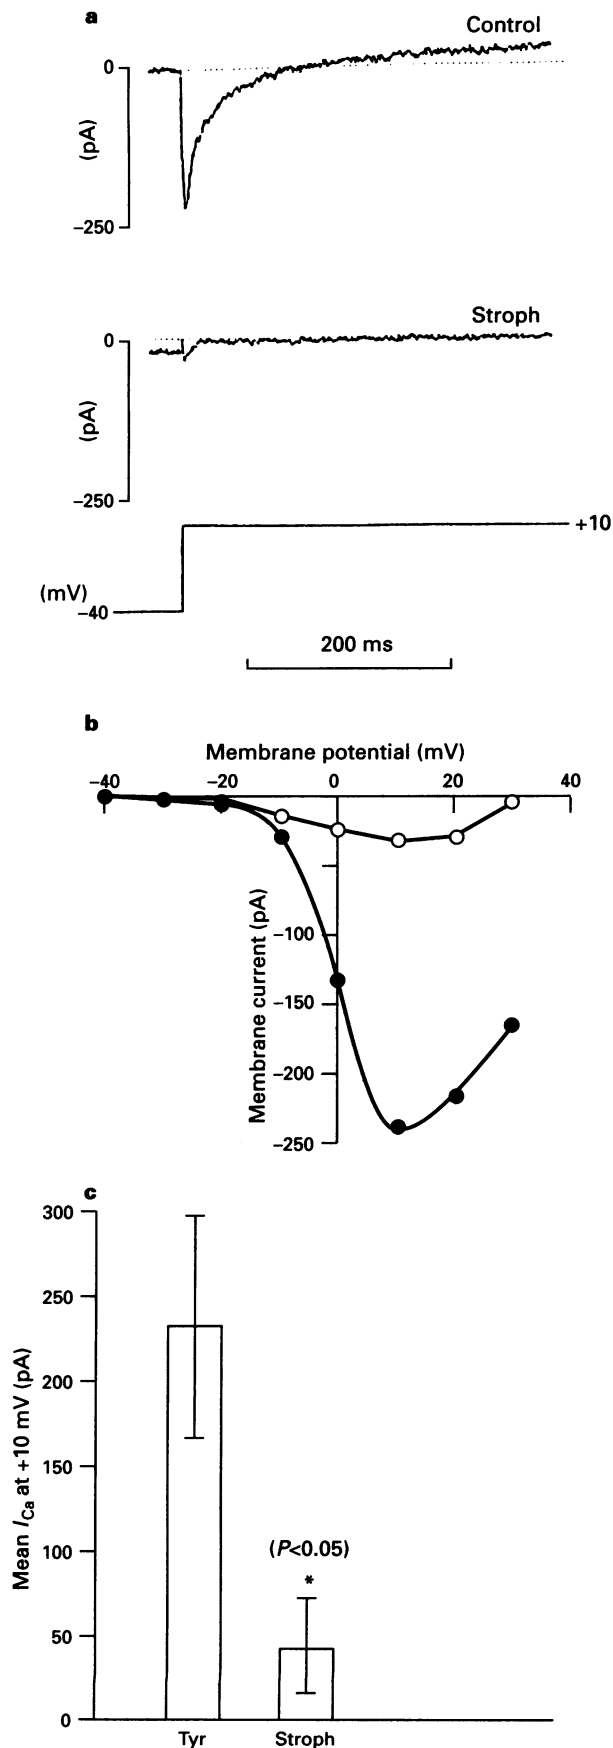 a
Control
0
(pA)
−250
Stroph
0
(pA)
−250
+10
(mV)
−40
200 ms
b
Membrane potential (mV)
−40 −20 0 20 40
Membrane current (pA)
−100
−150
−200
−250
c
300
250
200
150
100
50
0
Mean ICa at +10 mV (pA)
(P<0.05)
*
Tyr Stroph